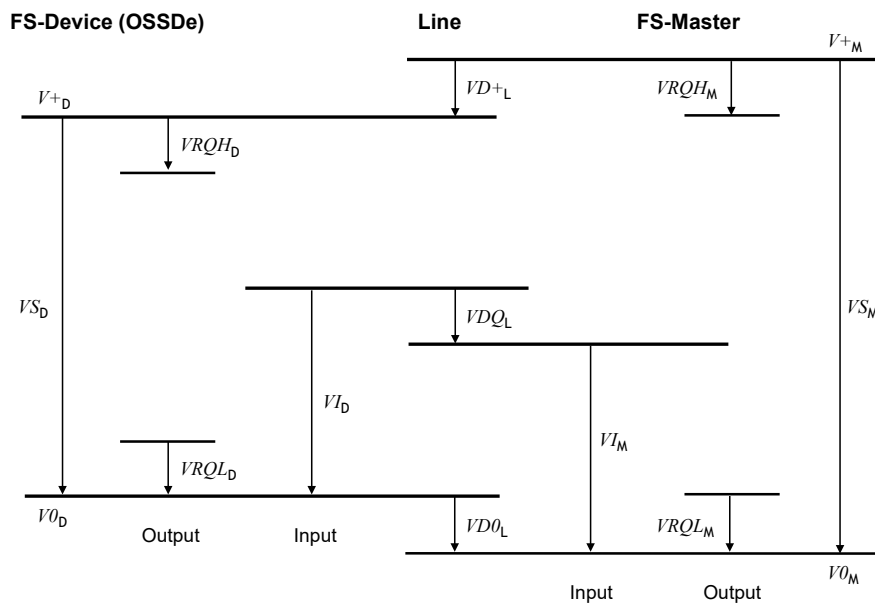 FS-Device (OSSDe) Line FS-Master
V+M
V+D VD+L VRQHM
VRQHD
VSD VDQL VSM
VID VIM
VRQLD
V0D VD0L VRQLM
Output Input
V0M
Input Output